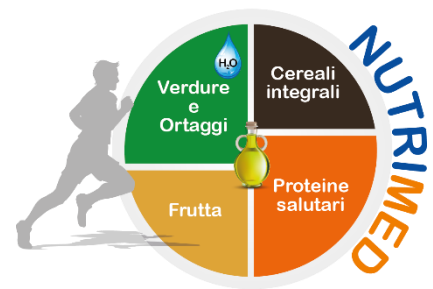 H₂O
Verdure
e
Ortaggi
Cereali
integrali
Frutta
Proteine
salutari
NUTRIMED